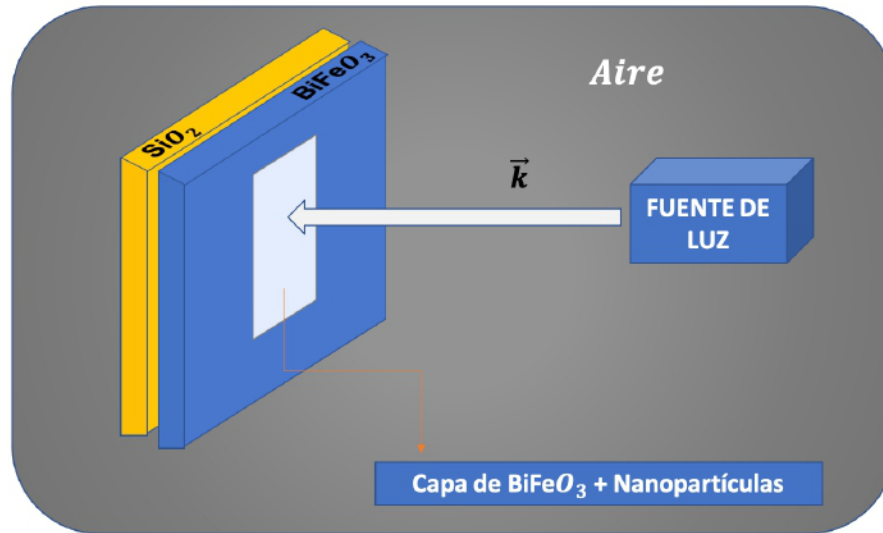 SiO₂
BiFeO₃
Aire
k⃗
FUENTE DE
LUZ
Capa de BiFeO₃ + Nanopartículas